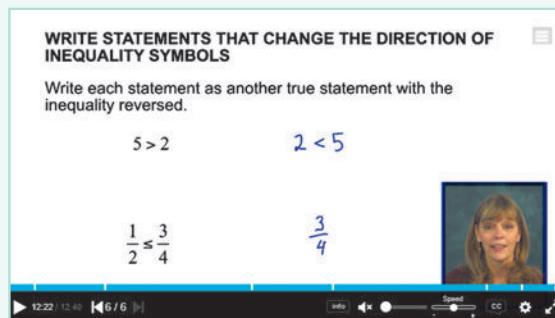 WRITE STATEMENTS THAT CHANGE THE DIRECTION OF
INEQUALITY SYMBOLS
Write each statement as another true statement with the
inequality reversed.
5 > 2 2 < 5
1/2 ≤ 3/4 3/4
12:22 / 12:40 6 / 6 info Speed CC